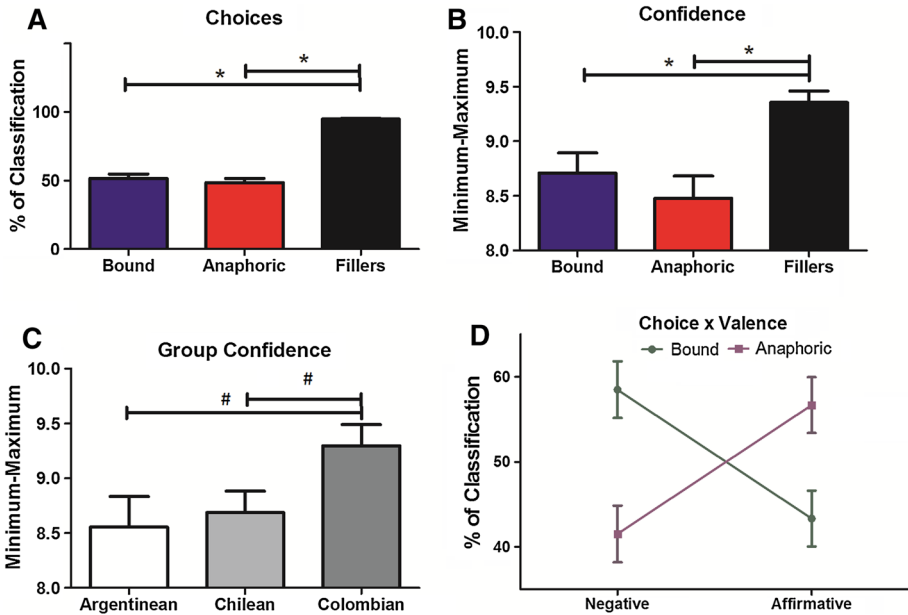 A
Choices
% of Classification
100
50
0
*
*
Bound
Anaphoric
Fillers
B
Confidence
Minimum-Maximum
10.0
9.5
9.0
8.5
8.0
*
*
Bound
Anaphoric
Fillers
C
Group Confidence
Minimum-Maximum
10.0
9.5
9.0
8.5
8.0
#
#
Argentinean
Chilean
Colombian
D
Choice x Valence
Bound
Anaphoric
% of Classification
60
50
40
Negative
Affirmative